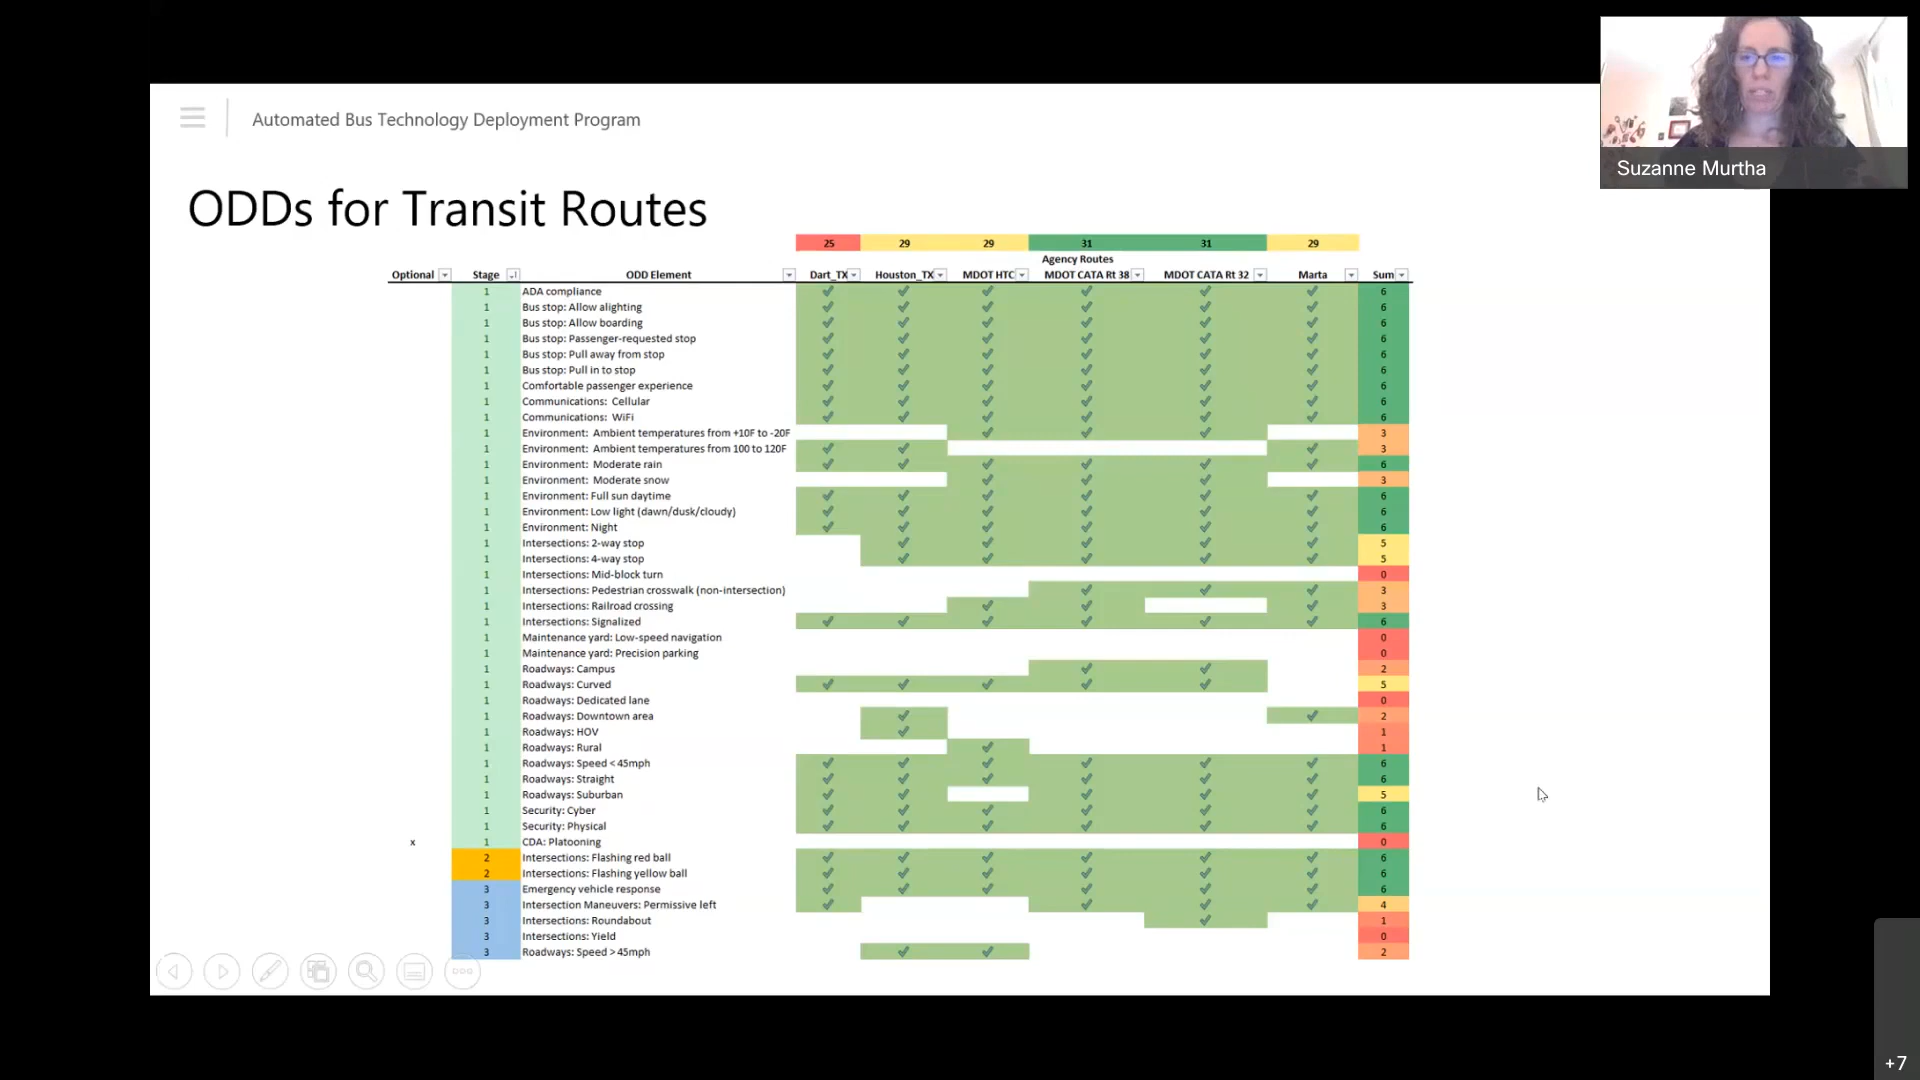 Suzanne Murtha
Automated Bus Technology Deployment Program
ODDs for Transit Routes
25 29 29 31 31 29
Agency Routes
Optional Stage ODD Element Dart_TX Houston_TX MDOT HTC MDOT CATA Rt 38 MDOT CATA Rt 32 Marta Sum
1 ADA compliance ✓ ✓ ✓ ✓ ✓ ✓ 6
1 Bus stop: Allow alighting ✓ ✓ ✓ ✓ ✓ ✓ 6
1 Bus stop: Allow boarding ✓ ✓ ✓ ✓ ✓ ✓ 6
1 Bus stop: Passenger-requested stop ✓ ✓ ✓ ✓ ✓ ✓ 6
1 Bus stop: Pull away from stop ✓ ✓ ✓ ✓ ✓ ✓ 6
1 Bus stop: Pull in to stop ✓ ✓ ✓ ✓ ✓ ✓ 6
1 Comfortable passenger experience ✓ ✓ ✓ ✓ ✓ ✓ 6
1 Communications: Cellular ✓ ✓ ✓ ✓ ✓ ✓ 6
1 Communications: WiFi ✓ ✓ ✓ ✓ ✓ ✓ 6
1 Environment: Ambient temperatures from +10F to -20F ✓ ✓ ✓ 3
1 Environment: Ambient temperatures from 100 to 120F ✓ ✓ ✓ 3
1 Environment: Moderate rain ✓ ✓ ✓ ✓ ✓ ✓ 6
1 Environment: Moderate snow ✓ ✓ ✓ 3
1 Environment: Full sun daytime ✓ ✓ ✓ ✓ ✓ ✓ 6
1 Environment: Low light (dawn/dusk/cloudy) ✓ ✓ ✓ ✓ ✓ ✓ 6
1 Environment: Night ✓ ✓ ✓ ✓ ✓ ✓ 6
1 Intersections: 2-way stop ✓ ✓ ✓ ✓ ✓ 5
1 Intersections: 4-way stop ✓ ✓ ✓ ✓ ✓ 5
1 Intersections: Mid-block turn 0
1 Intersections: Pedestrian crosswalk (non-intersection) ✓ ✓ ✓ 3
1 Intersections: Railroad crossing ✓ ✓ ✓ 3
1 Intersections: Signalized ✓ ✓ ✓ ✓ ✓ ✓ 6
1 Maintenance yard: Low-speed navigation 0
1 Maintenance yard: Precision parking 0
1 Roadways: Campus ✓ ✓ 2
1 Roadways: Curved ✓ ✓ ✓ ✓ ✓ 5
1 Roadways: Dedicated lane 0
1 Roadways: Downtown area ✓ ✓ 2
1 Roadways: HOV ✓ 1
1 Roadways: Rural ✓ 1
1 Roadways: Speed < 45mph ✓ ✓ ✓ ✓ ✓ ✓ 6
1 Roadways: Straight ✓ ✓ ✓ ✓ ✓ ✓ 6
1 Roadways: Suburban ✓ ✓ ✓ ✓ ✓ 5
1 Security: Cyber ✓ ✓ ✓ ✓ ✓ ✓ 6
1 Security: Physical ✓ ✓ ✓ ✓ ✓ ✓ 6
x 1 CDA: Platooning 0
2 Intersections: Flashing red ball ✓ ✓ ✓ ✓ ✓ ✓ 6
2 Intersections: Flashing yellow ball ✓ ✓ ✓ ✓ ✓ ✓ 6
3 Emergency vehicle response ✓ ✓ ✓ ✓ ✓ ✓ 6
3 Intersection Maneuvers: Permissive left ✓ ✓ ✓ ✓ 4
3 Intersections: Roundabout ✓ 1
3 Intersections: Yield 0
3 Roadways: Speed > 45mph ✓ ✓ 2
+7